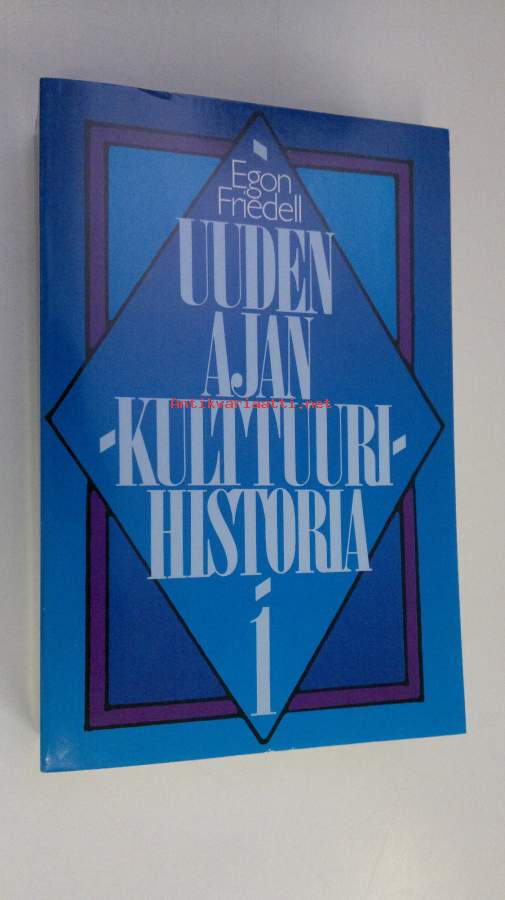 Egon
Friedell
UUDEN
AJAN
Antikvariaatti.net
-KULTTUURI-
HISTORIA
1